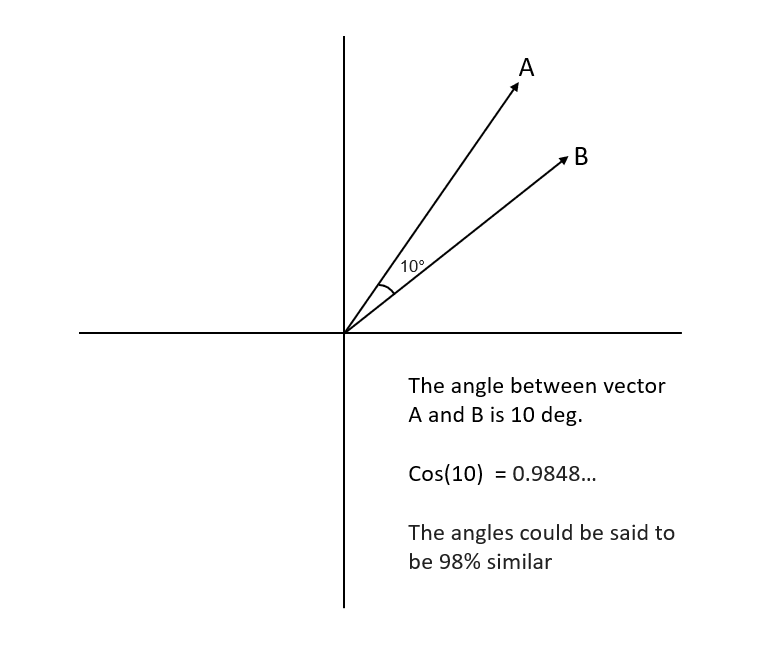 A
B
10°
The angle between vector
A and B is 10 deg.
Cos(10)  = 0.9848...
The angles could be said to
be 98% similar